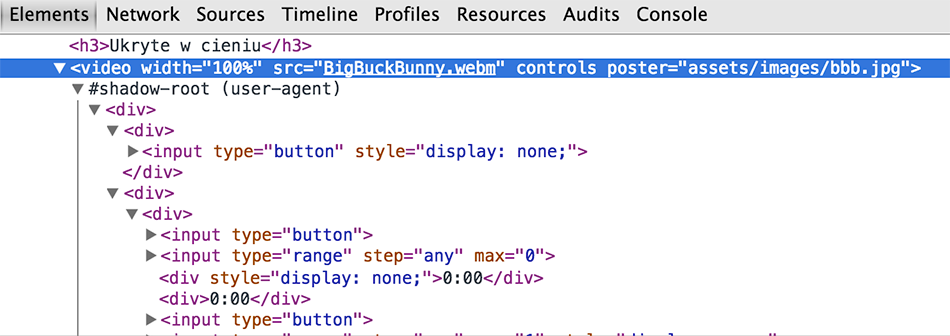 Elements Network Sources Timeline Profiles Resources Audits Console
<h3>Ukryte w cieniu</h3>
▼<video width="100%" src="BigBuckBunny.webm" controls poster="assets/images/bbb.jpg">
▼#shadow-root (user-agent)
▼<div>
▼<div>
▶<input type="button" style="display: none;">
</div>
▼<div>
▼<div>
▶<input type="button">
▶<input type="range" step="any" max="0">
<div style="display: none;">0:00</div>
<div>0:00</div>
▶<input type="button">